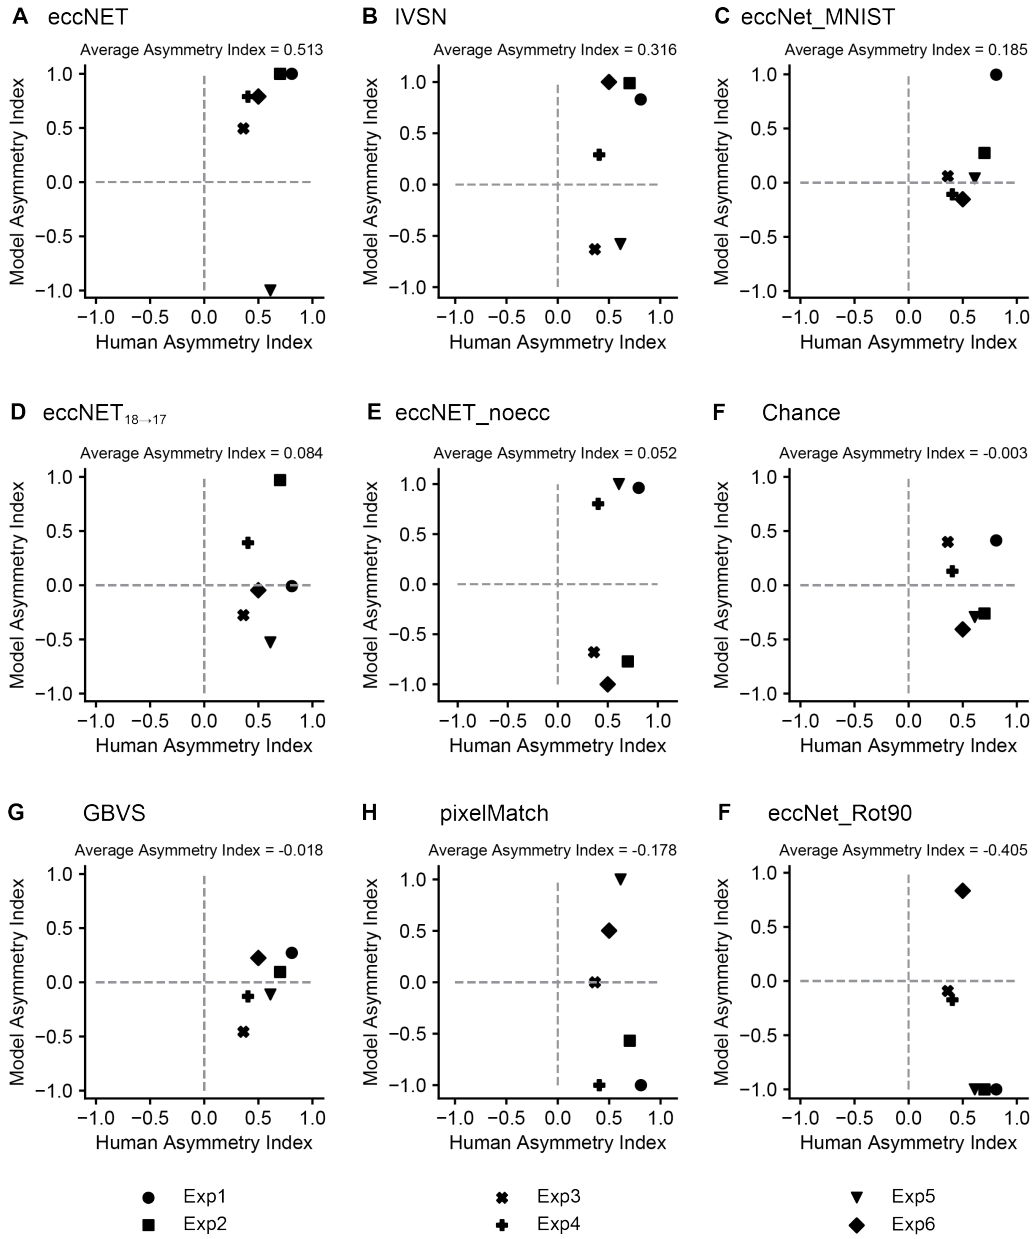 A eccNET
Average Asymmetry Index = 0.513
Model Asymmetry Index
1.0
0.5
0.0
−0.5
−1.0
−1.0 −0.5 0.0 0.5 1.0
Human Asymmetry Index
B IVSN
Average Asymmetry Index = 0.316
Model Asymmetry Index
1.0
0.5
0.0
−0.5
−1.0
−1.0 −0.5 0.0 0.5 1.0
Human Asymmetry Index
C eccNet_MNIST
Average Asymmetry Index = 0.185
Model Asymmetry Index
1.0
0.5
0.0
−0.5
−1.0
−1.0 −0.5 0.0 0.5 1.0
Human Asymmetry Index
D eccNET18→17
Average Asymmetry Index = 0.084
Model Asymmetry Index
1.0
0.5
0.0
−0.5
−1.0
−1.0 −0.5 0.0 0.5 1.0
Human Asymmetry Index
E eccNET_noecc
Average Asymmetry Index = 0.052
Model Asymmetry Index
1.0
0.5
0.0
−0.5
−1.0
−1.0 −0.5 0.0 0.5 1.0
Human Asymmetry Index
F Chance
Average Asymmetry Index = -0.003
Model Asymmetry Index
1.0
0.5
0.0
−0.5
−1.0
−1.0 −0.5 0.0 0.5 1.0
Human Asymmetry Index
G GBVS
Average Asymmetry Index = -0.018
Model Asymmetry Index
1.0
0.5
0.0
−0.5
−1.0
−1.0 −0.5 0.0 0.5 1.0
Human Asymmetry Index
H pixelMatch
Average Asymmetry Index = -0.178
Model Asymmetry Index
1.0
0.5
0.0
−0.5
−1.0
−1.0 −0.5 0.0 0.5 1.0
Human Asymmetry Index
F eccNet_Rot90
Average Asymmetry Index = -0.405
Model Asymmetry Index
1.0
0.5
0.0
−0.5
−1.0
−1.0 −0.5 0.0 0.5 1.0
Human Asymmetry Index
Exp1 Exp3 Exp5
Exp2 Exp4 Exp6